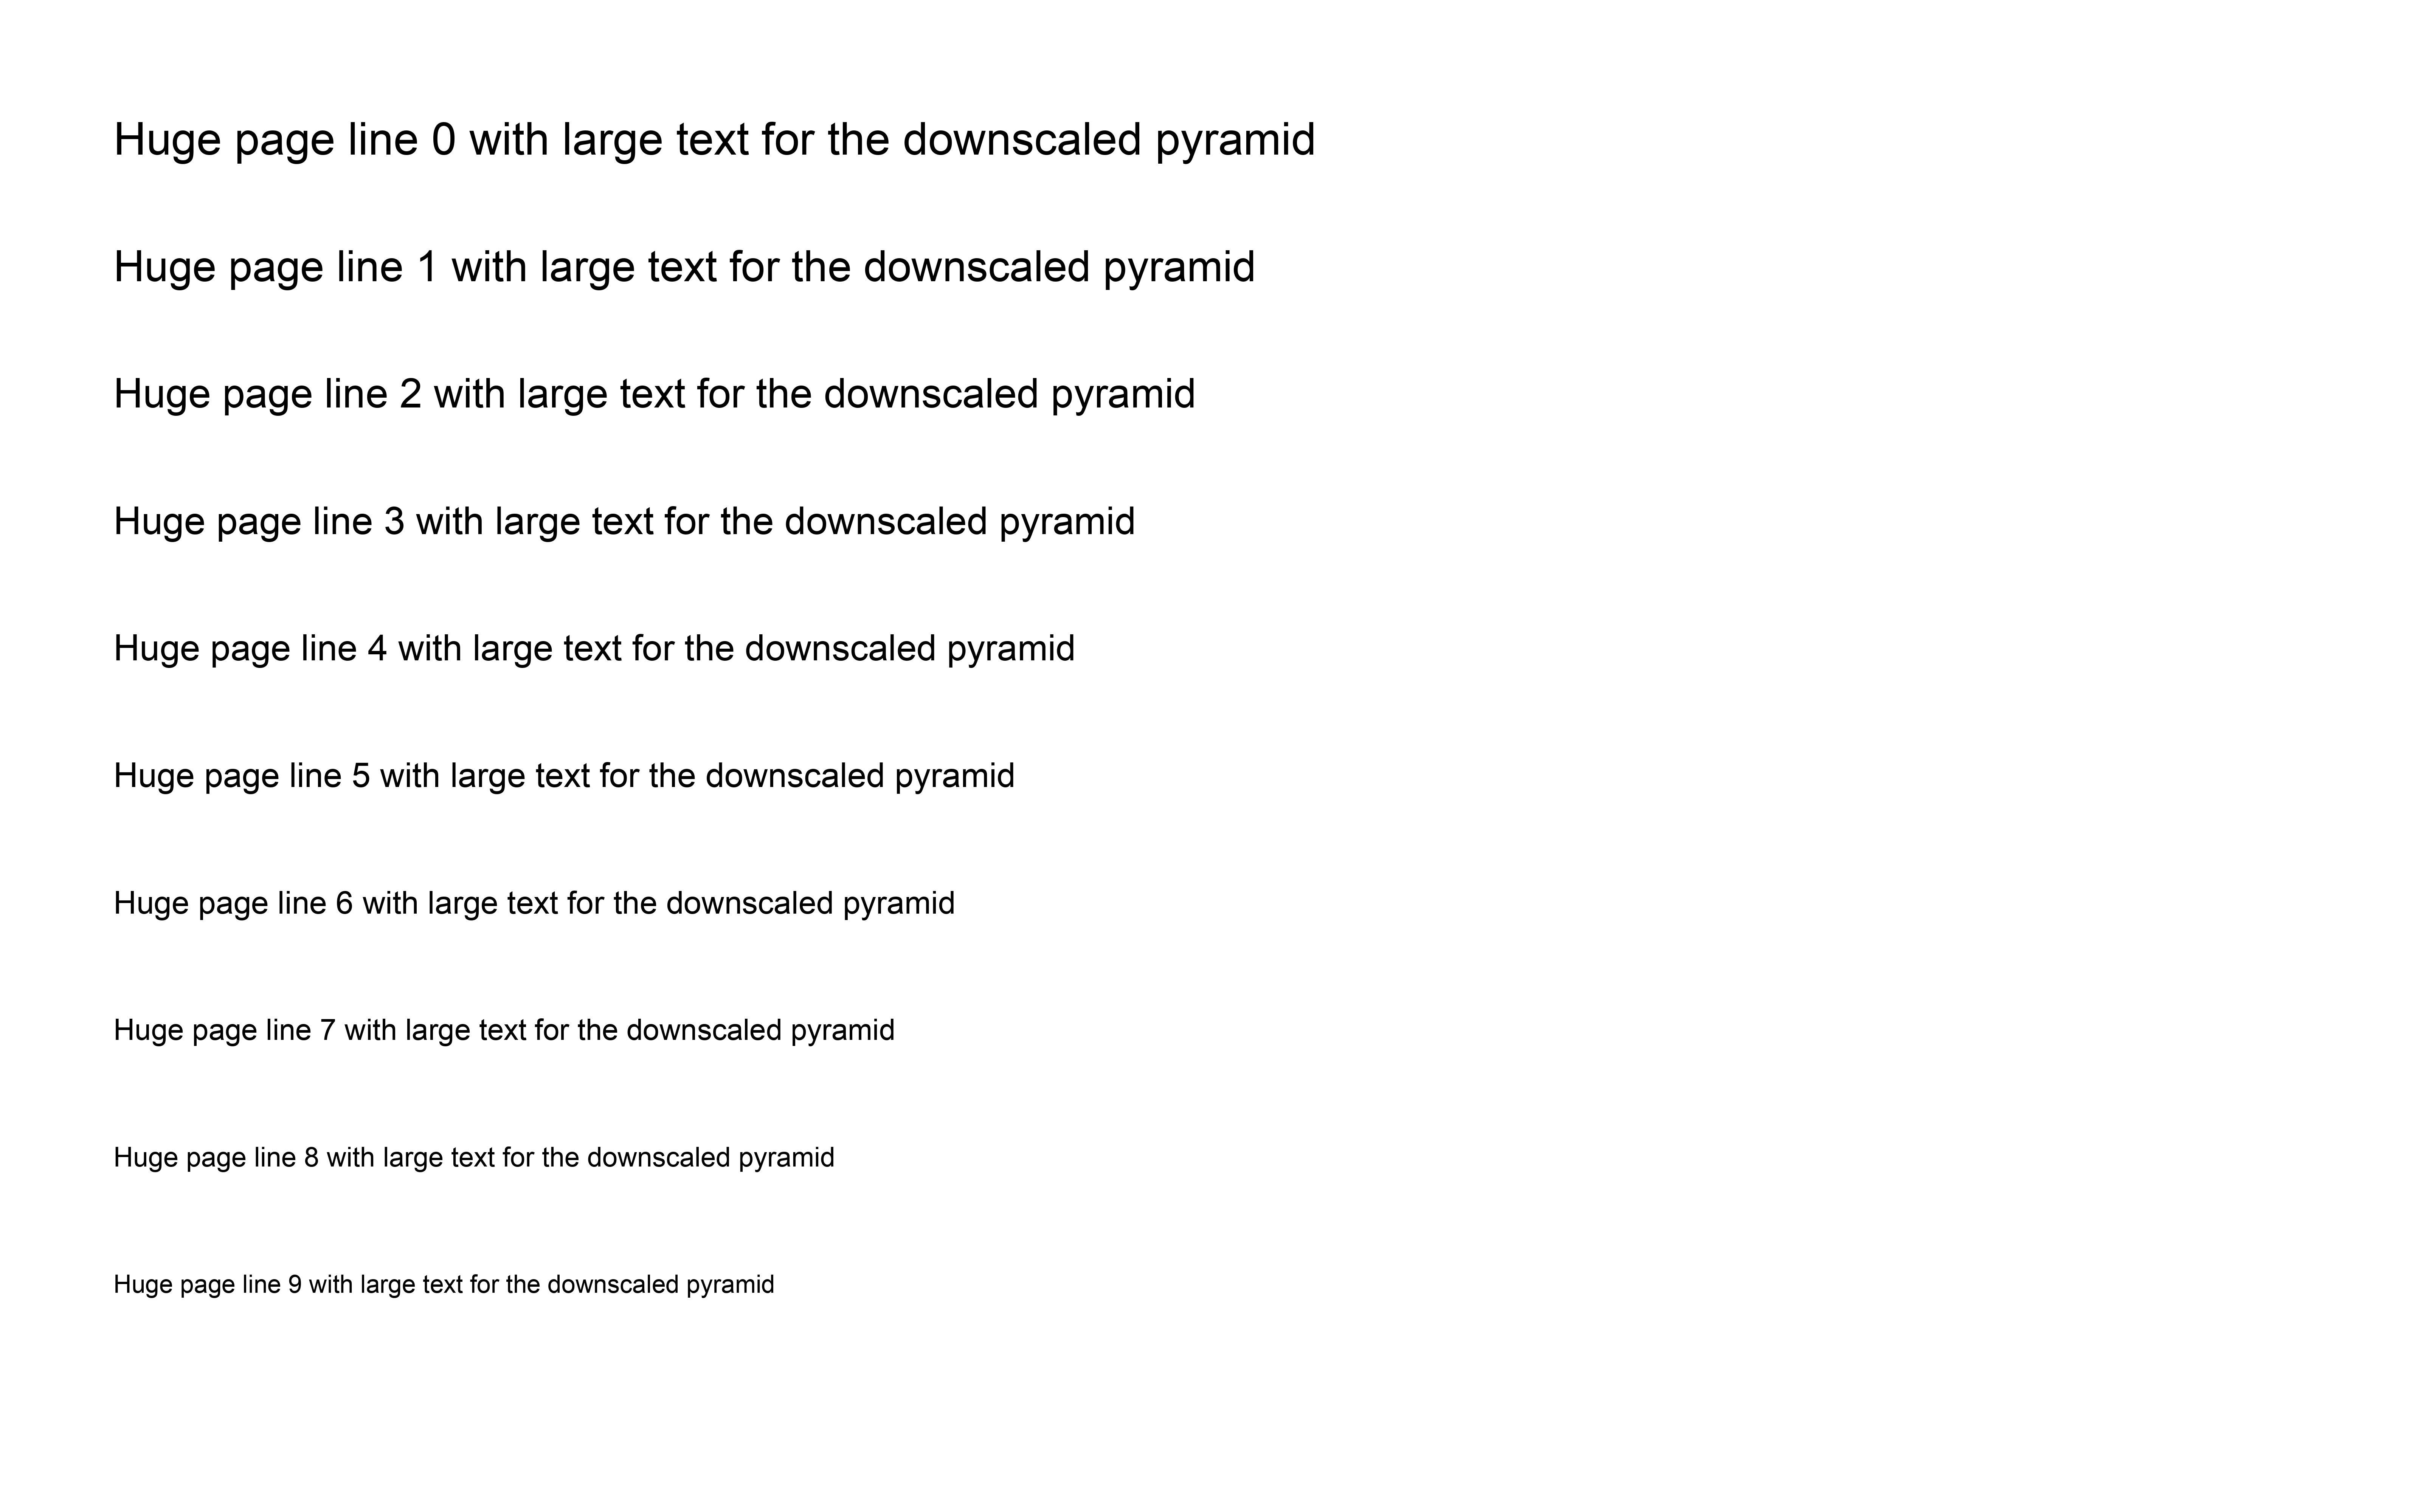 Huge page line 0 with large text for the downscaled pyramid
Huge page line 1 with large text for the downscaled pyramid
Huge page line 2 with large text for the downscaled pyramid
Huge page line 3 with large text for the downscaled pyramid
Huge page line 4 with large text for the downscaled pyramid
Huge page line 5 with large text for the downscaled pyramid
Huge page line 6 with large text for the downscaled pyramid
Huge page line 7 with large text for the downscaled pyramid
Huge page line 8 with large text for the downscaled pyramid
Huge page line 9 with large text for the downscaled pyramid